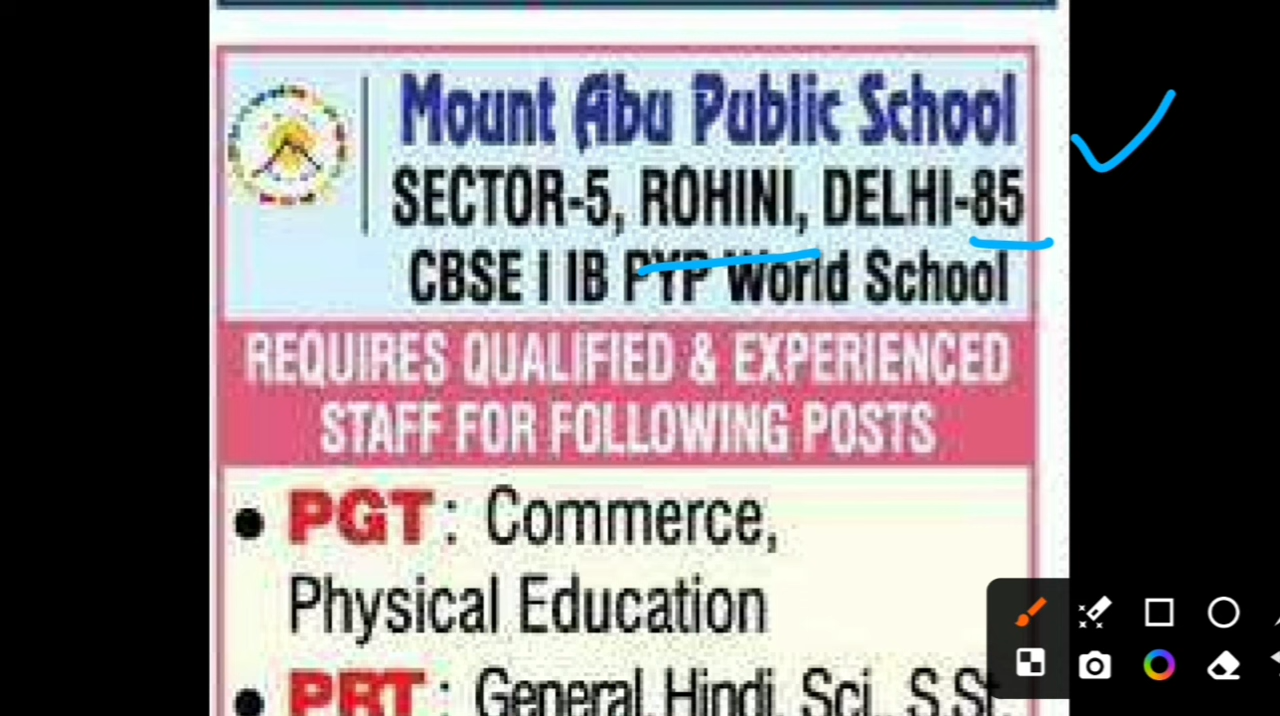 Mount Abu Public School
SECTOR-5, ROHINI, DELHI-85
CBSE I IB PYP World School
REQUIRES QUALIFIED & EXPERIENCED
STAFF FOR FOLLOWING POSTS
• PGT : Commerce,
Physical Education
• PRT : General, Hindi, Sci., S.St.